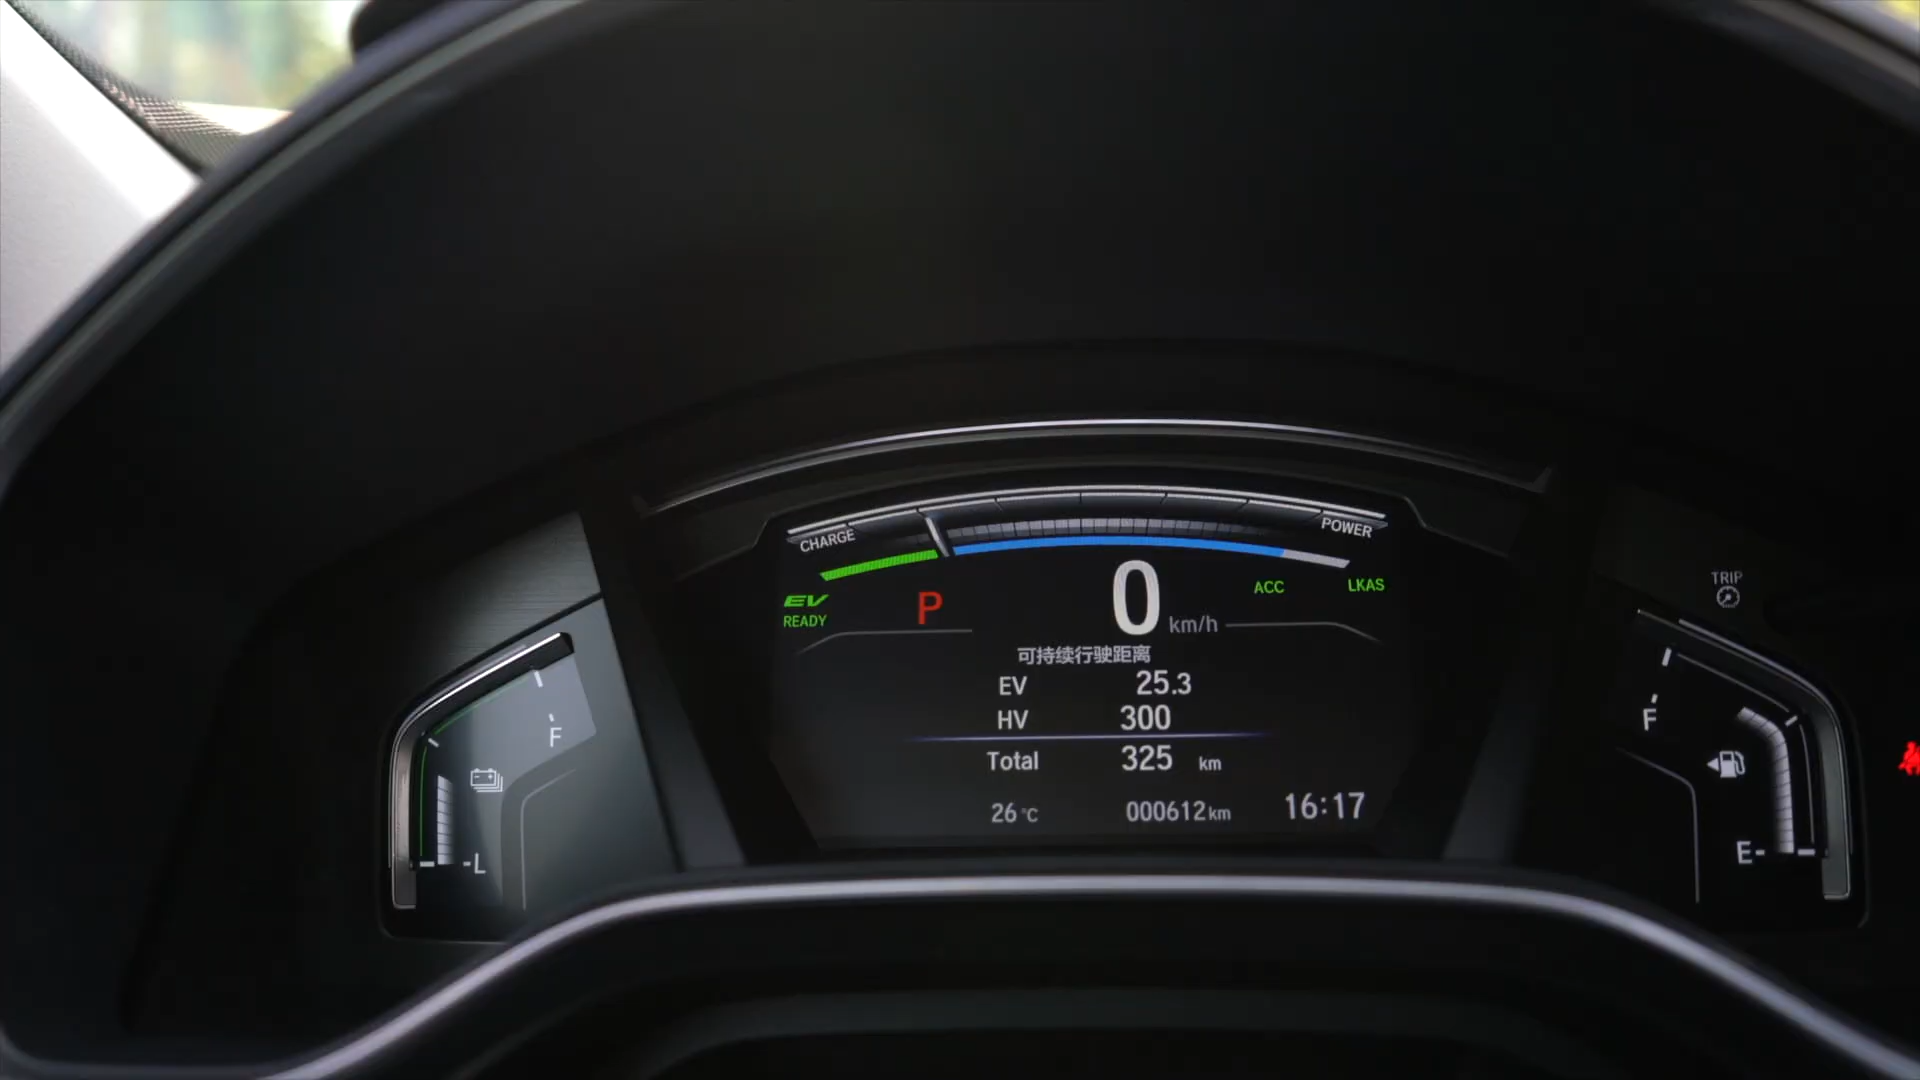 CHARGE
POWER
EV
READY
P
0 km/h
ACC
LKAS
可持续行驶距离
EV 25.3
HV 300
Total 325 km
26°C 000612km 16:17
F
-L
TRIP
F
E-